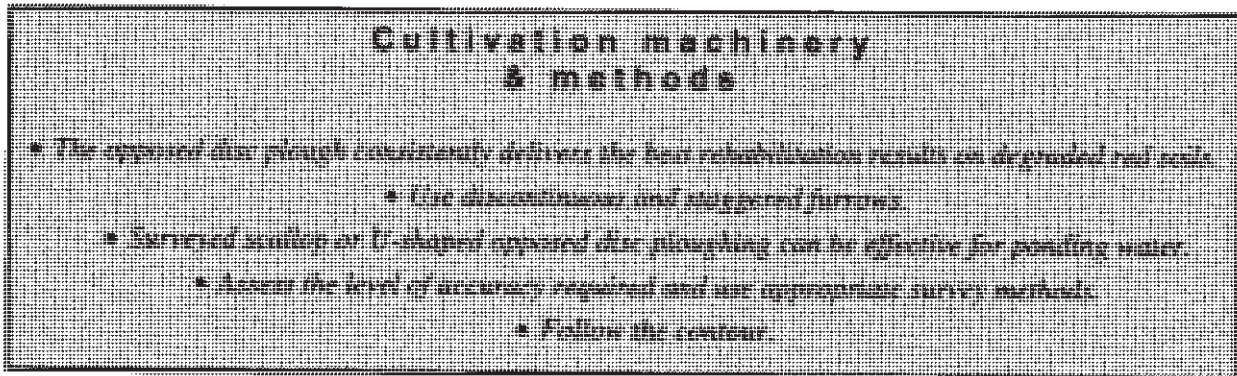 Cultivation machinery
& methods
• The opposed disc plough consistently delivers the best rehabilitation results on degraded red soils.
• Use discontinuous and staggered furrows.
• Surveyed scallop or U-shaped opposed disc ploughing can be effective for ponding water.
• Assess the level of accuracy required and use appropriate survey methods.
• Follow the contour.